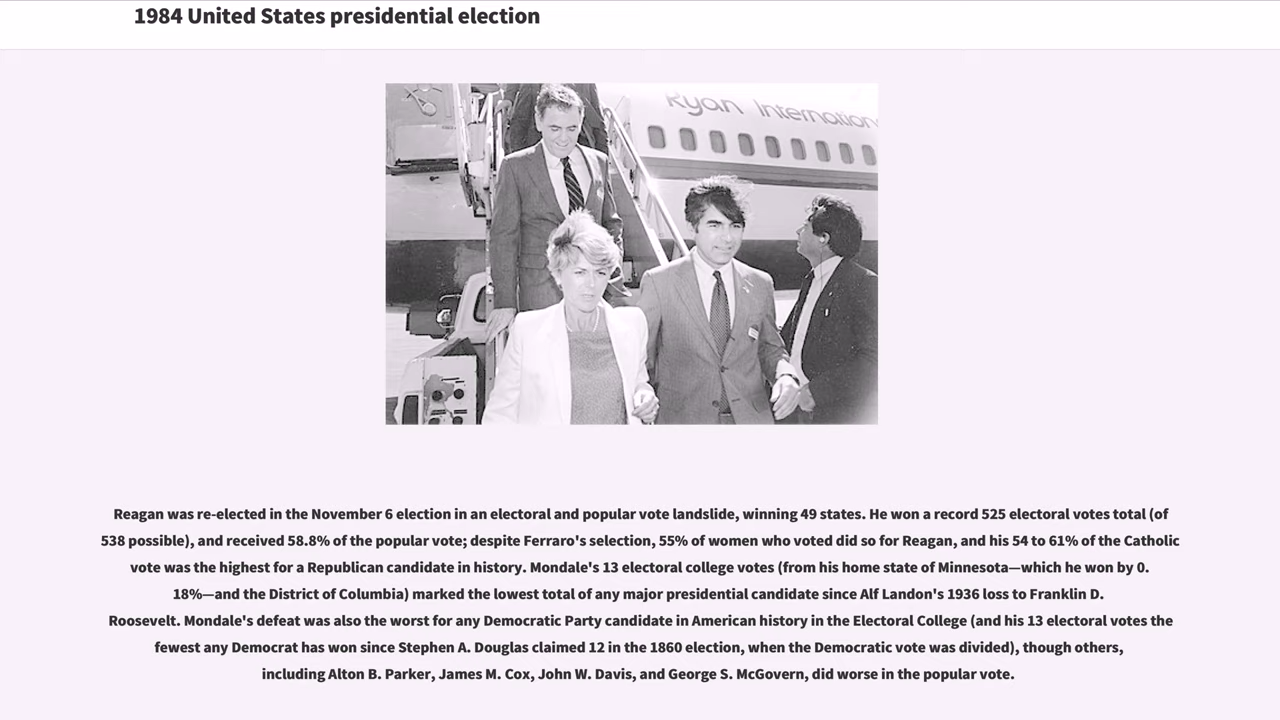 1984 United States presidential election
Ryan Internation
Reagan was re-elected in the November 6 election in an electoral and popular vote landslide, winning 49 states. He won a record 525 electoral votes total (of
538 possible), and received 58.8% of the popular vote; despite Ferraro's selection, 55% of women who voted did so for Reagan, and his 54 to 61% of the Catholic
vote was the highest for a Republican candidate in history. Mondale's 13 electoral college votes (from his home state of Minnesota—which he won by 0.
18%—and the District of Columbia) marked the lowest total of any major presidential candidate since Alf Landon's 1936 loss to Franklin D.
Roosevelt. Mondale's defeat was also the worst for any Democratic Party candidate in American history in the Electoral College (and his 13 electoral votes the
fewest any Democrat has won since Stephen A. Douglas claimed 12 in the 1860 election, when the Democratic vote was divided), though others,
including Alton B. Parker, James M. Cox, John W. Davis, and George S. McGovern, did worse in the popular vote.